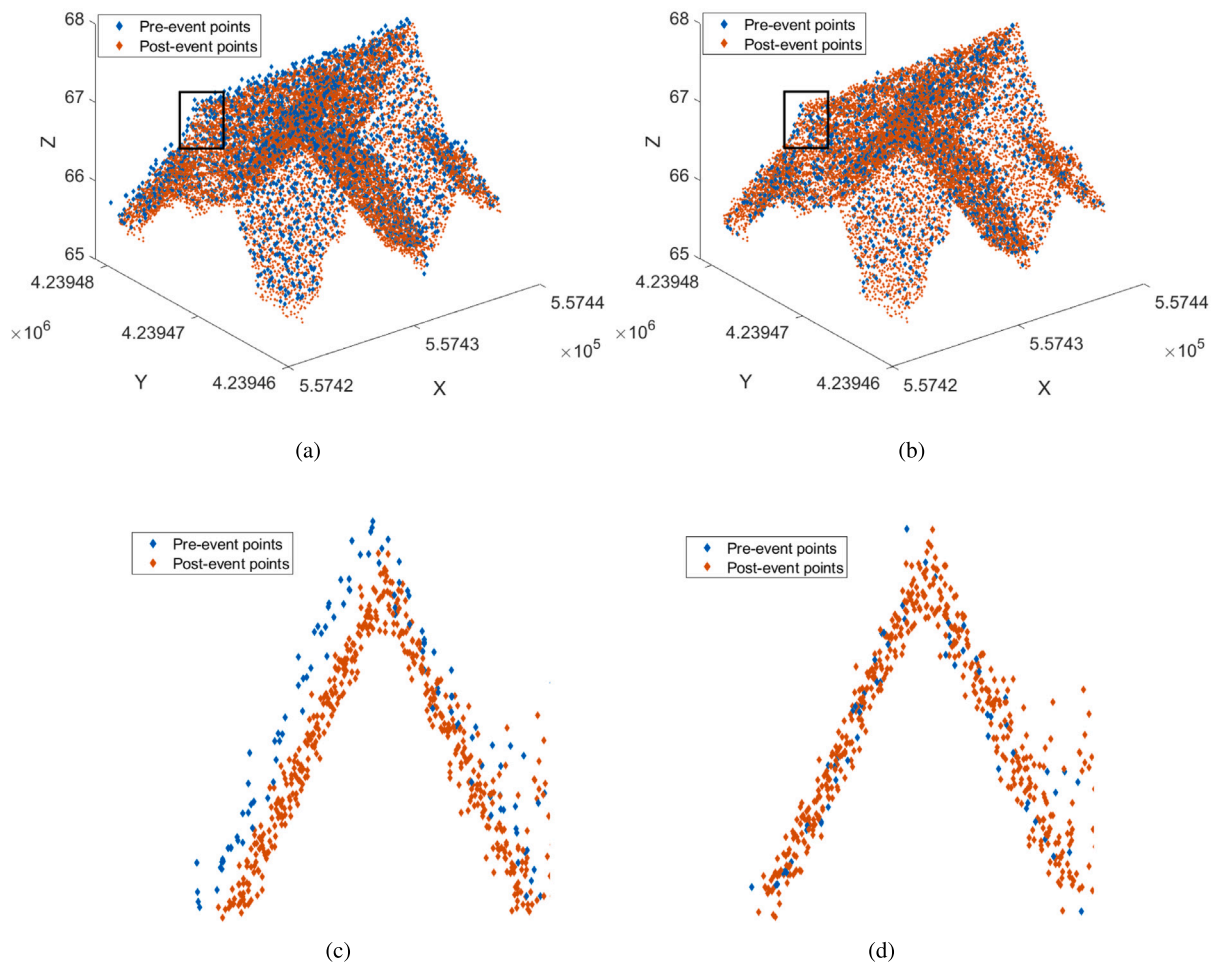 Pre-event points
Post-event points
68
67
66
65
Z
4.23948
4.23947
4.23946
×10^6
Y
5.5742
5.5743
5.5744
×10^5
X
(a)
Pre-event points
Post-event points
68
67
66
65
Z
4.23948
4.23947
4.23946
×10^6
Y
5.5742
5.5743
5.5744
×10^5
X
(b)
Pre-event points
Post-event points
(c)
Pre-event points
Post-event points
(d)